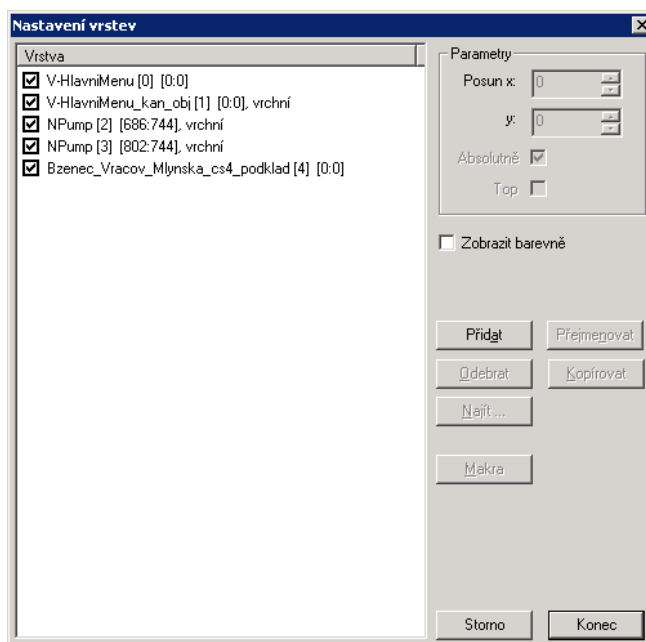 Nastavení vrstev
Vrstva
V-HlavniMenu [0] [0:0]
V-HlavniMenu_kan_obj [1] [0:0], vrchní
NPump [2] [686:744], vrchní
NPump [3] [802:744], vrchní
Bzenec_Vracov_Mlynska_cs4_podklad [4] [0:0]
Parametry
Posun x: 0
y: 0
Absolutně
Top
Zobrazit barevně
Přidat Přejmenovat
Odebrat Kopírovat
Najít ...
Makra
Storno Konec